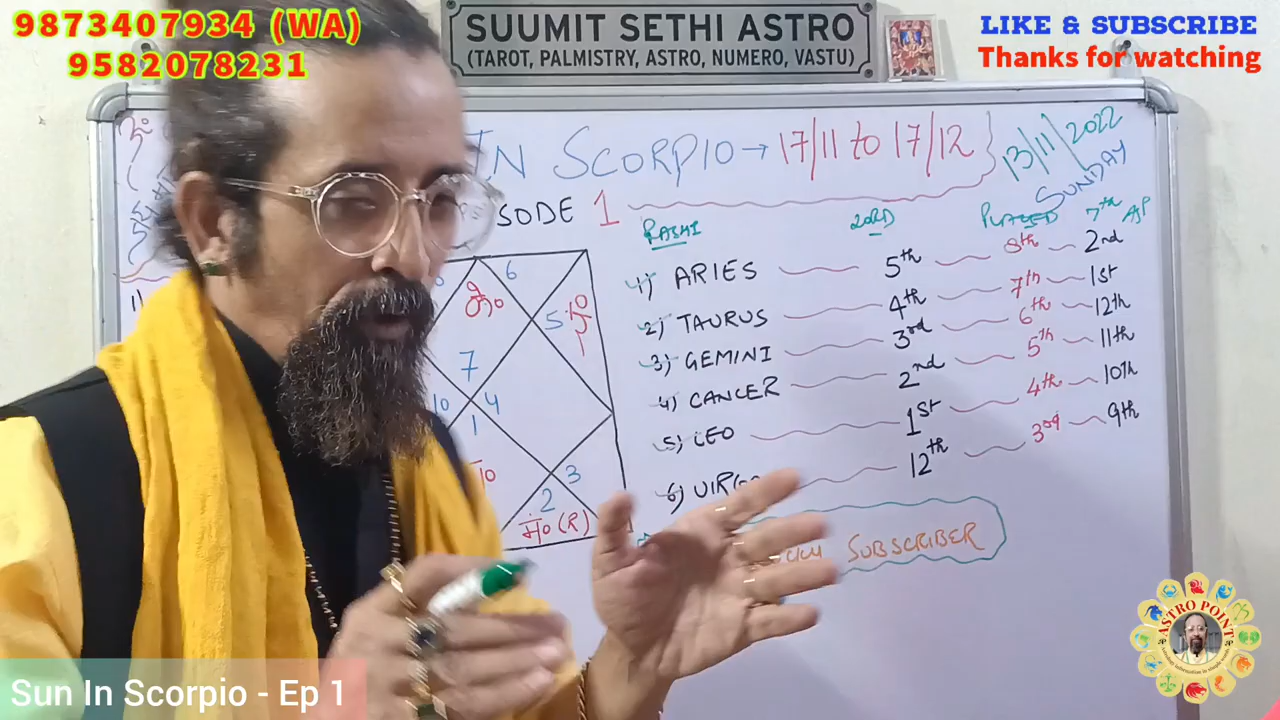 9873407934 (WA)
9582078231
SUUMIT SETHI ASTRO
(TAROT, PALMISTRY, ASTRO, NUMERO, VASTU)
LIKE & SUBSCRIBE
Thanks for watching
IN SCORPIO → 17/11 to 17/12
13/11/2022
SUNDAY
SODE 1
RASHI LORD PLACED 7th ASP
1) ARIES 5th 8th 2nd
2) TAURUS 4th 7th 1st
3) GEMINI 3rd 6th 12th
4) CANCER 2nd 5th 11th
5) LEO 1st 4th 10th
6) VIRGO 12th 3rd 9th
6
5
7
10 4
1
3
2
मं०(R)
SUBSCRIBER
ASTRO POINT
Sun In Scorpio - Ep 1